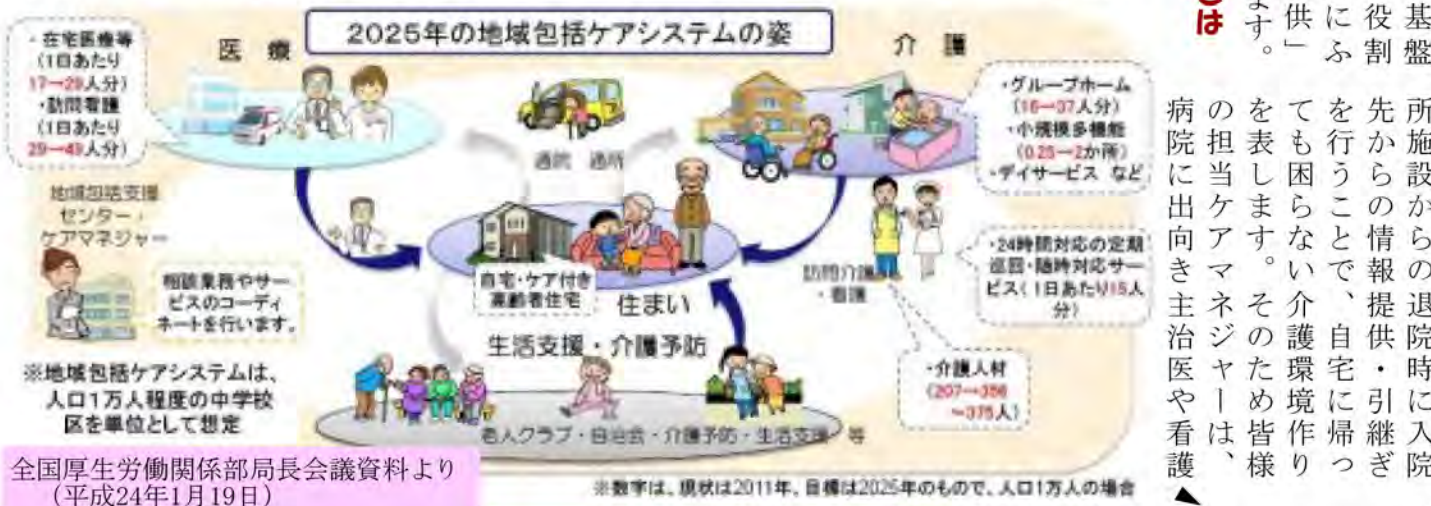 2025年の地域包括ケアシステムの姿
医 療
・在宅医療等
(1日あたり
17→29人分)
・訪問看護
(1日あたり
29→49人分)
介 護
・グループホーム
(16→37人分)
・小規模多機能
(0.25→2か所)
・デイサービス など
通院 通所
地域包括支援
センター・
ケアマネジャー
相談業務やサー
ビスのコーディ
ネートを行います。
自宅・ケア付き
高齢者住宅
住まい
訪問介護
・看護
・24時間対応の定期
巡回・随時対応サー
ビス(1日あたり15人
分)
生活支援・介護予防
・介護人材
(207→356
～375人)
老人クラブ・自治会・介護予防・生活支援 等
※地域包括ケアシステムは、
人口1万人程度の中学校
区を単位として想定
全国厚生労働関係部局長会議資料より
(平成24年1月19日)
※数字は、現状は2011年、目標は2025年のもので、人口1万人の場合
基盤
役割
にふ
供」
ます。
は
所施設からの退院時に入院
先からの情報提供・引継ぎ
を行うことで、自宅に帰っ
ても困らない介護環境作り
を表します。そのため皆様
の担当ケアマネジャーは、
病院に出向き主治医や看護